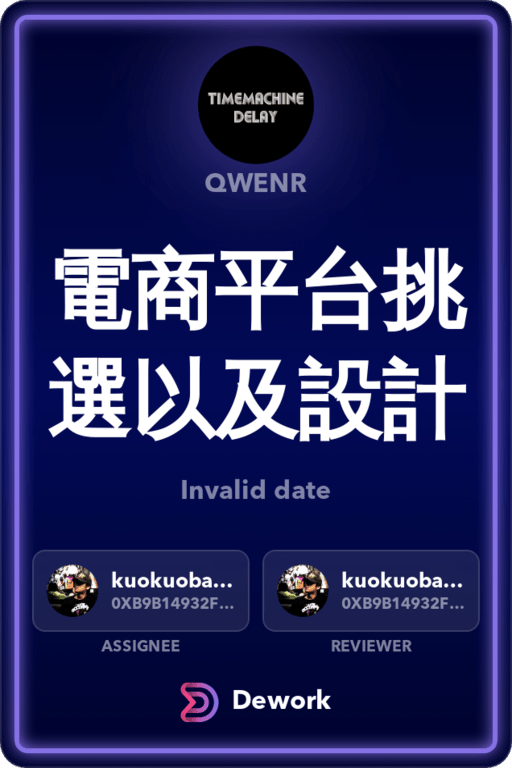 TIMEMACHINE
DELAY
QWENR
電商平台挑
選以及設計
Invalid date
kuokuoba...
0XB9B14932F...
ASSIGNEE
kuokuoba...
0XB9B14932F...
REVIEWER
Dework